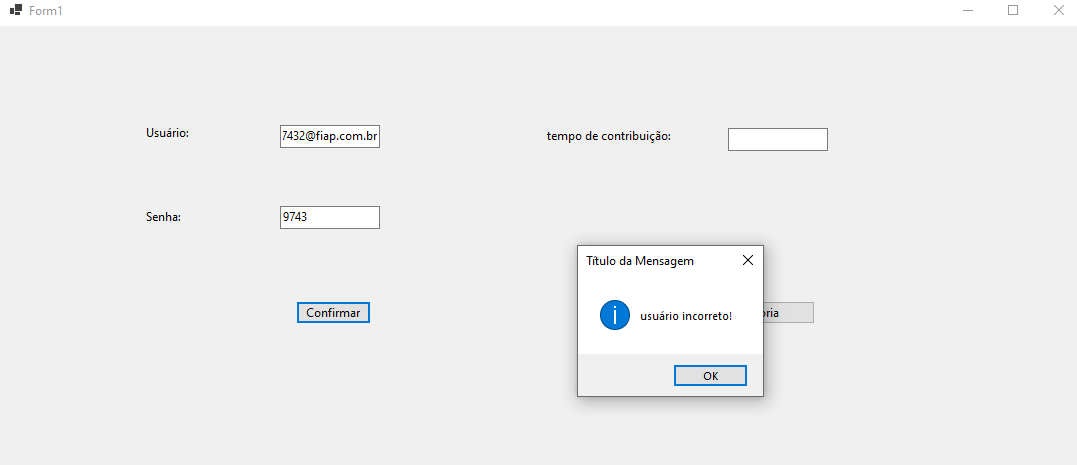 Form1
Usuário:
7432@fiap.com.br
tempo de contribuição:
Senha:
9743
Título da Mensagem
usuário incorreto!
Confirmar
OK